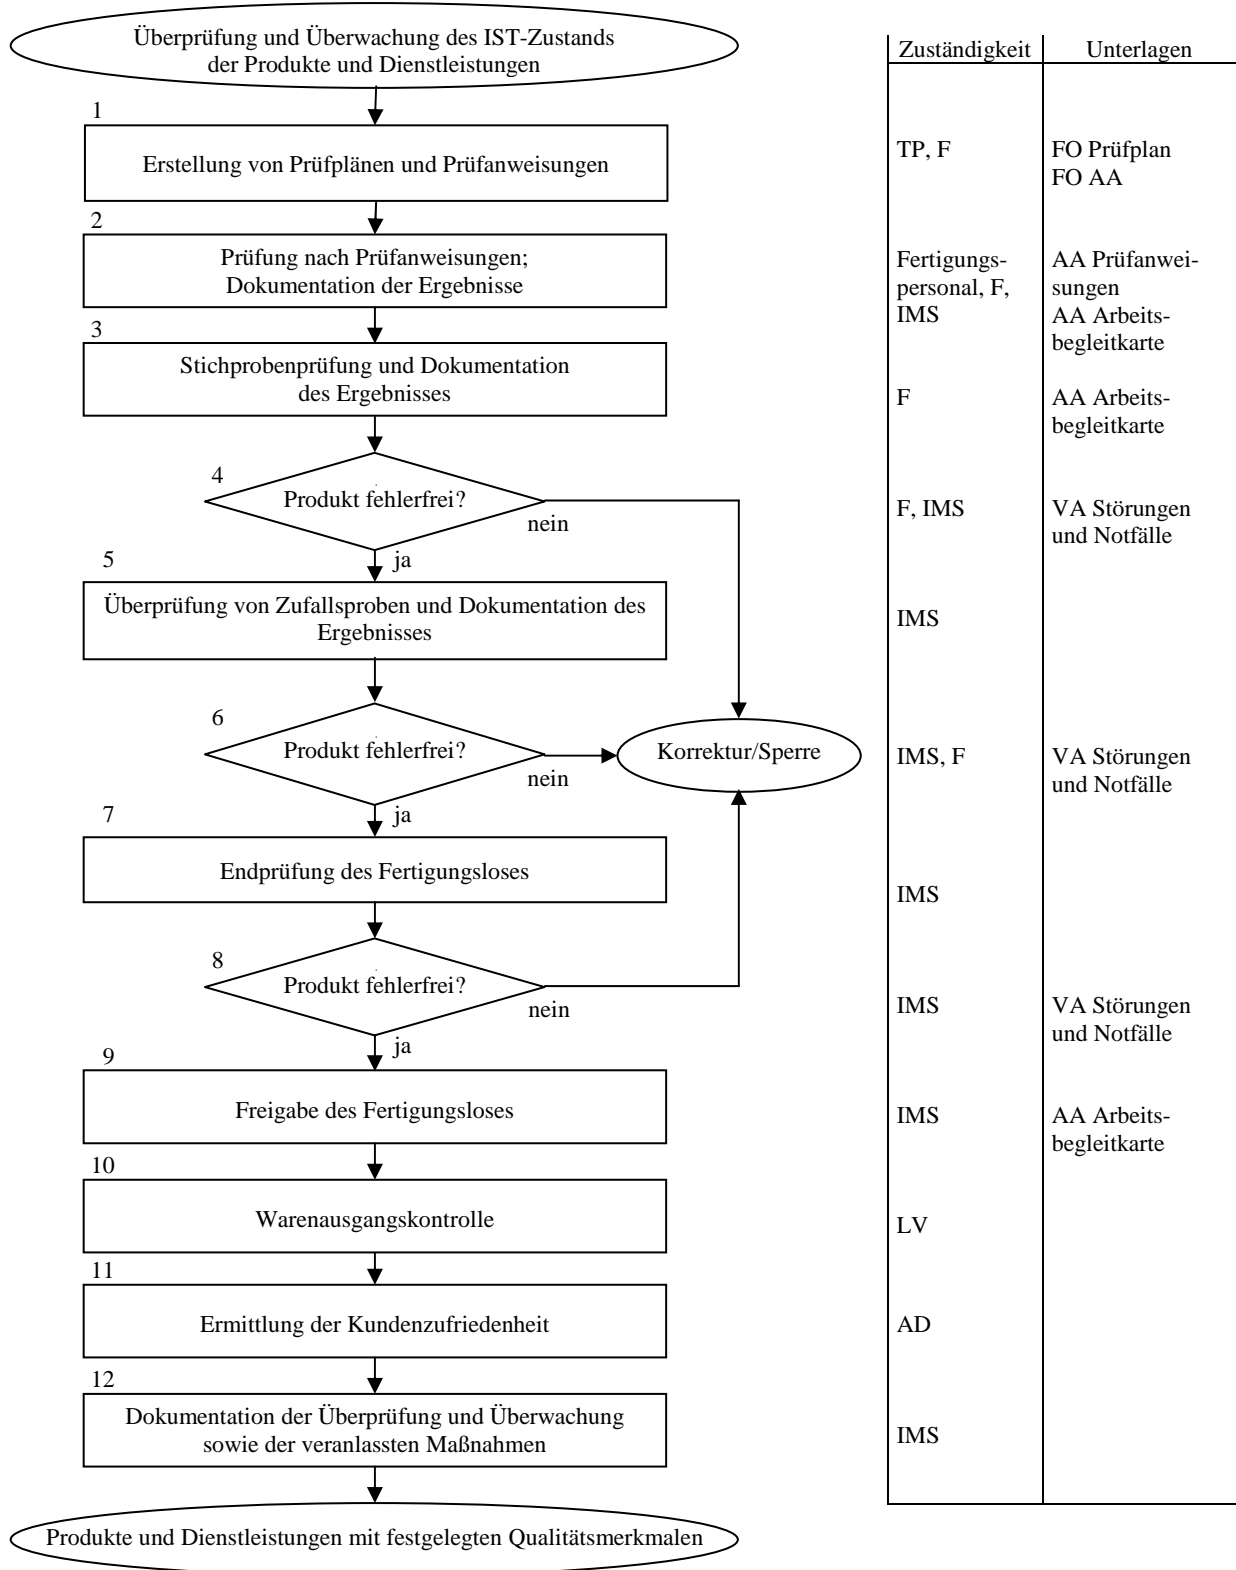 Überprüfung und Überwachung des IST-Zustands
der Produkte und Dienstleistungen
Zuständigkeit
Unterlagen
1
Erstellung von Prüfplänen und Prüfanweisungen
TP, F
FO Prüfplan
FO AA
2
Prüfung nach Prüfanweisungen;
Dokumentation der Ergebnisse
Fertigungs-
personal, F,
IMS
AA Prüfanwei-
sungen
AA Arbeits-
begleitkarte
3
Stichprobenprüfung und Dokumentation
des Ergebnisses
F
AA Arbeits-
begleitkarte
4
Produkt fehlerfrei?
nein
ja
F, IMS
VA Störungen
und Notfälle
5
Überprüfung von Zufallsproben und Dokumentation des
Ergebnisses
IMS
6
Produkt fehlerfrei?
nein
ja
Korrektur/Sperre
IMS, F
VA Störungen
und Notfälle
7
Endprüfung des Fertigungsloses
IMS
8
Produkt fehlerfrei?
nein
ja
IMS
VA Störungen
und Notfälle
9
Freigabe des Fertigungsloses
IMS
AA Arbeits-
begleitkarte
10
Warenausgangskontrolle
LV
11
Ermittlung der Kundenzufriedenheit
AD
12
Dokumentation der Überprüfung und Überwachung
sowie der veranlassten Maßnahmen
IMS
Produkte und Dienstleistungen mit festgelegten Qualitätsmerkmalen